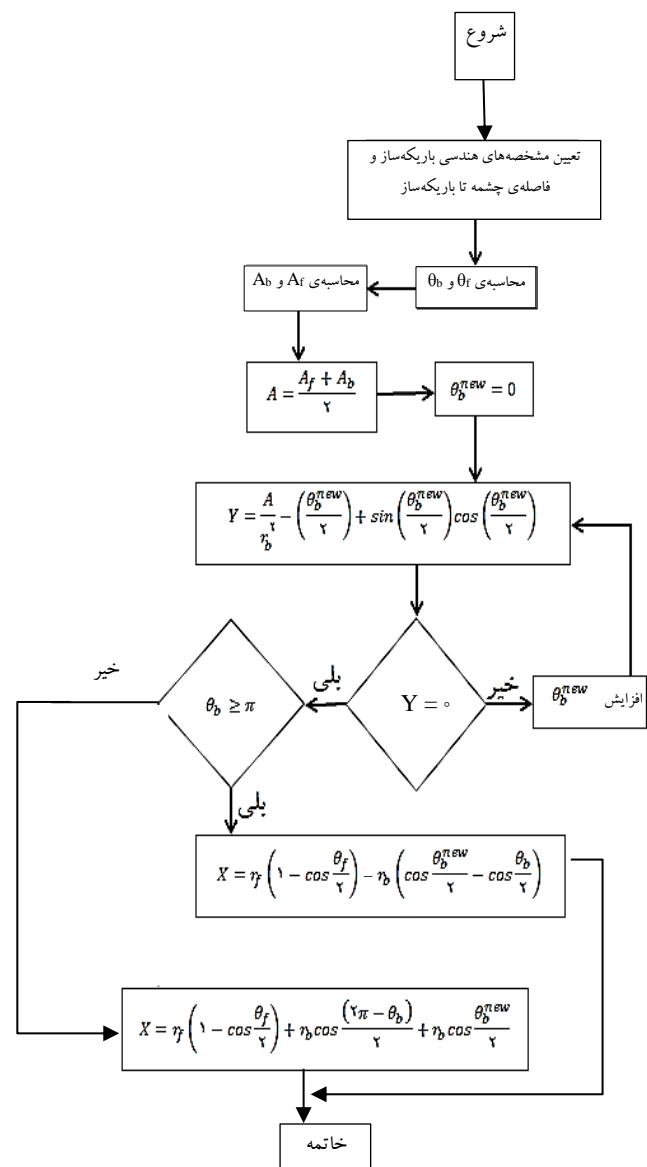 شروع
تعیین مشخصه‌های هندسی باریکه‌ساز و
فاصله‌ی چشمه تا باریکه‌ساز
محاسبه‌ی θf و θb
محاسبه‌ی Af و Ab
A = (Af + Ab)/۲
θb^new = 0
Y = A/rb^۲ − (θb^new/۲) + sin(θb^new/۲) cos(θb^new/۲)
Y = ۰
خیر
افزایش θb^new
بلی
θb ≥ π
خیر
بلی
X = rf (۱ − cos θf/۲) − rb (cos θb^new/۲ − cos θb/۲)
X = rf (۱ − cos θf/۲) + rb cos (۲π − θb)/۲ + rb cos θb^new/۲
خاتمه